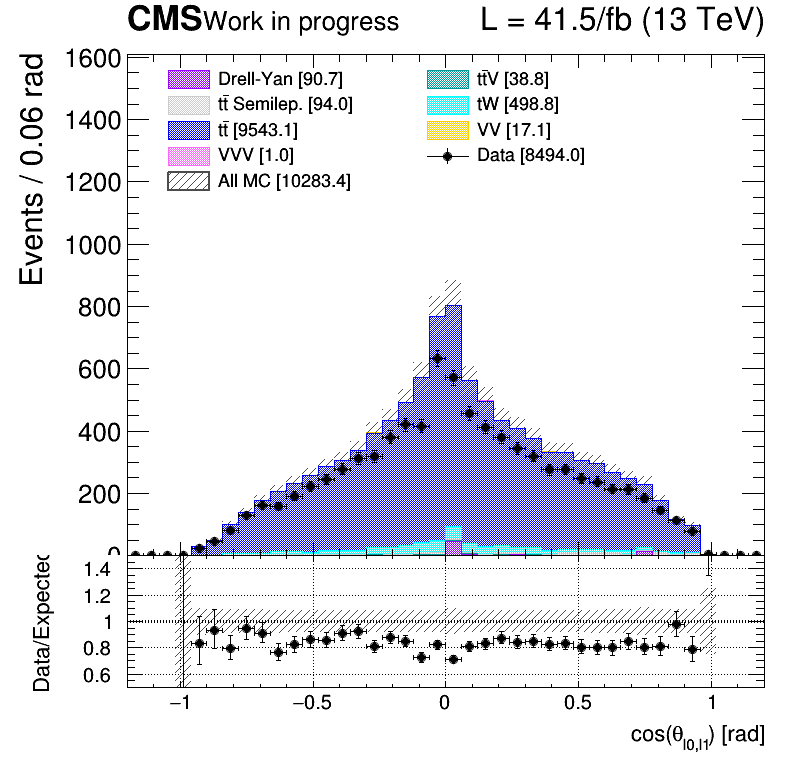 CMS Work in progress L = 41.5/fb (13 TeV)
Events / 0.06 rad
1600
1400
1200
1000
800
600
400
200
0
Drell-Yan [90.7]
tt̄ Semilep. [94.0]
tt̄ [9543.1]
VVV [1.0]
All MC [10283.4]
tt̄V [38.8]
tW [498.8]
VV [17.1]
Data [8494.0]
Data/Expected
1.4
1.2
1
0.8
0.6
−1 −0.5 0 0.5 1
cos(θl0,l1) [rad]